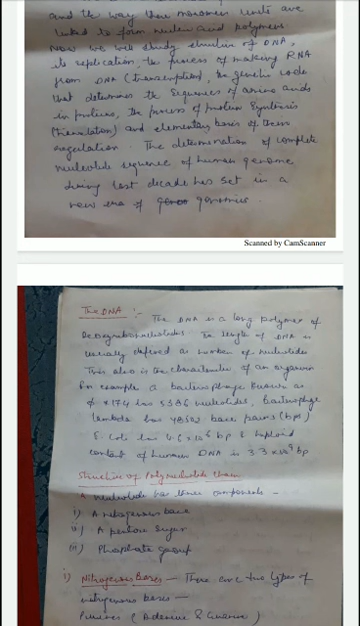 and the way these monomer units are
linked to form nucleic acid polymers
Now we will study structure of DNA,
its replication, the process of making RNA
from DNA (transcription), the genetic code
that determines the sequences of amino acids
in proteins, the process of protein synthesis
(translation) and elementary basis of their
regulation. The determination of complete
nucleotide sequence of human genome
during last decade has set in a
new era of genomics.
Scanned by CamScanner
The DNA :- The DNA is a long polymer of
Deoxyribonucleotides. The length of DNA is
usually defined as number of nucleotides
This also is the characteristic of an organism
For example a bacteriophage known as
φ x174 has 5386 nucleotides, bacteriophage
lambda has 48502 base pairs (bp)
E. Coli has 4.6 x 10⁶ bp & haploid
content of human DNA is 3.3 x 10⁹ bp
Structure of Polynucleotide Chain
A nucleotide has three components -
i) A nitrogenous base
ii) A pentose sugar
iii) Phosphate group
i) Nitrogenous Bases - There are two types of
nitrogenous bases -
Purines (Adenine & Guanine)